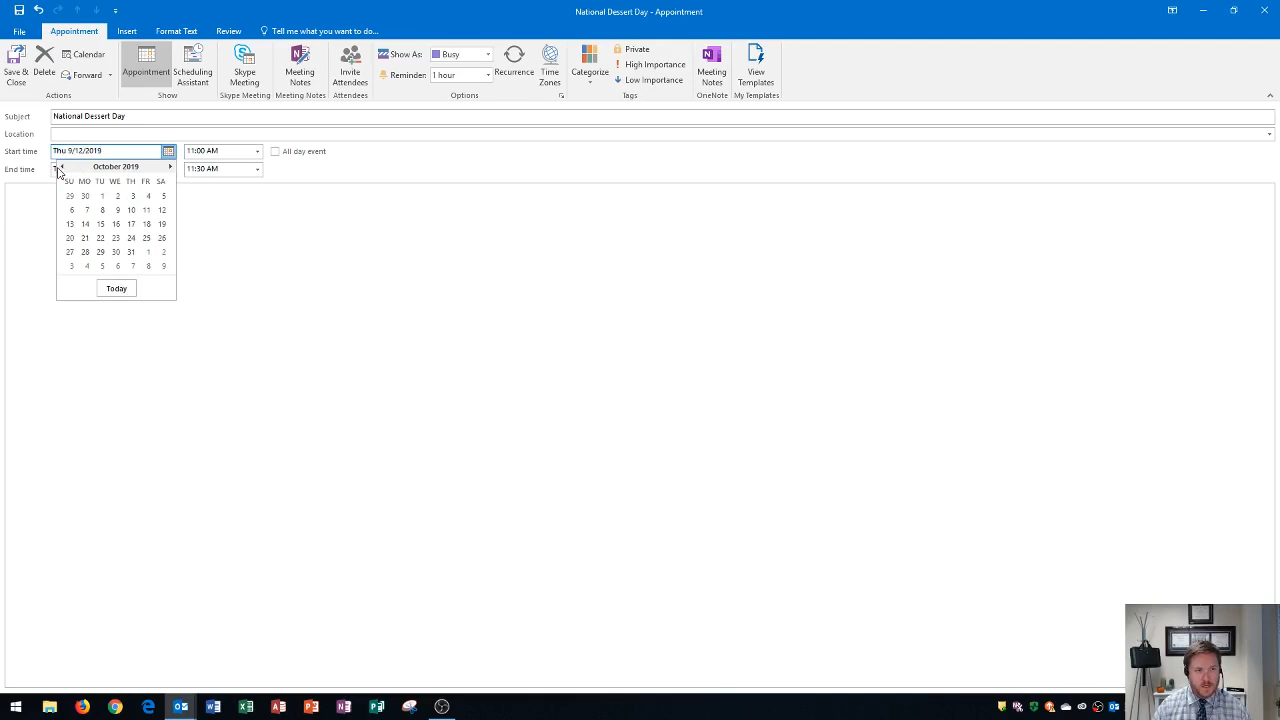 National Dessert Day - Appointment
File Appointment Insert Format Text Review Tell me what you want to do...
Save & Close
Delete
Calendar
Forward
Appointment
Scheduling Assistant
Skype Meeting
Meeting Notes
Invite Attendees
Show As: Busy
Reminder: 1 hour
Recurrence
Time Zones
Categorize
Private
High Importance
Low Importance
Meeting Notes
View Templates
Actions Show Skype Meeting Meeting Notes Attendees Options Tags OneNote My Templates
Subject National Dessert Day
Location
Start time Thu 9/12/2019 11:00 AM All day event
End time 11:30 AM
October 2019
SU MO TU WE TH FR SA
29 30 1 2 3 4 5
6 7 8 9 10 11 12
13 14 15 16 17 18 19
20 21 22 23 24 25 26
27 28 29 30 31 1 2
3 4 5 6 7 8 9
Today